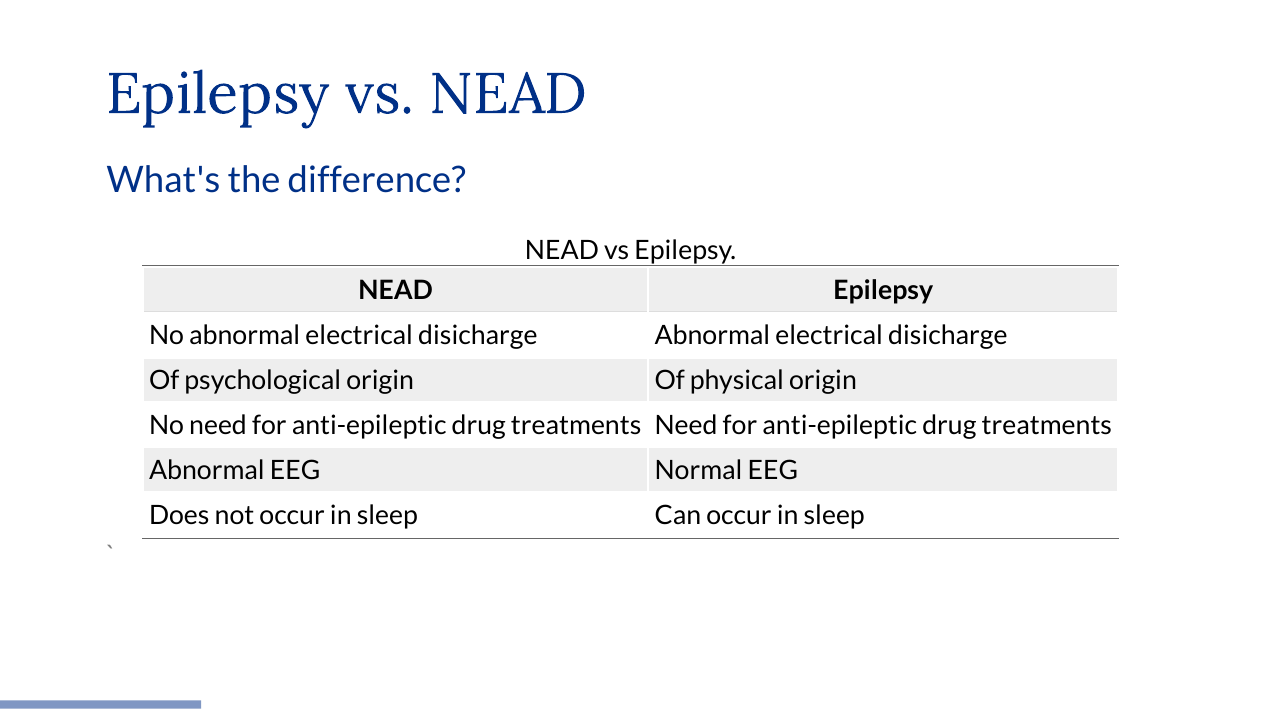 Epilepsy vs. NEAD
What's the difference?
NEAD vs Epilepsy.
NEAD Epilepsy
No abnormal electrical disicharge Abnormal electrical disicharge
Of psychological origin Of physical origin
No need for anti-epileptic drug treatments Need for anti-epileptic drug treatments
Abnormal EEG Normal EEG
Does not occur in sleep Can occur in sleep
`